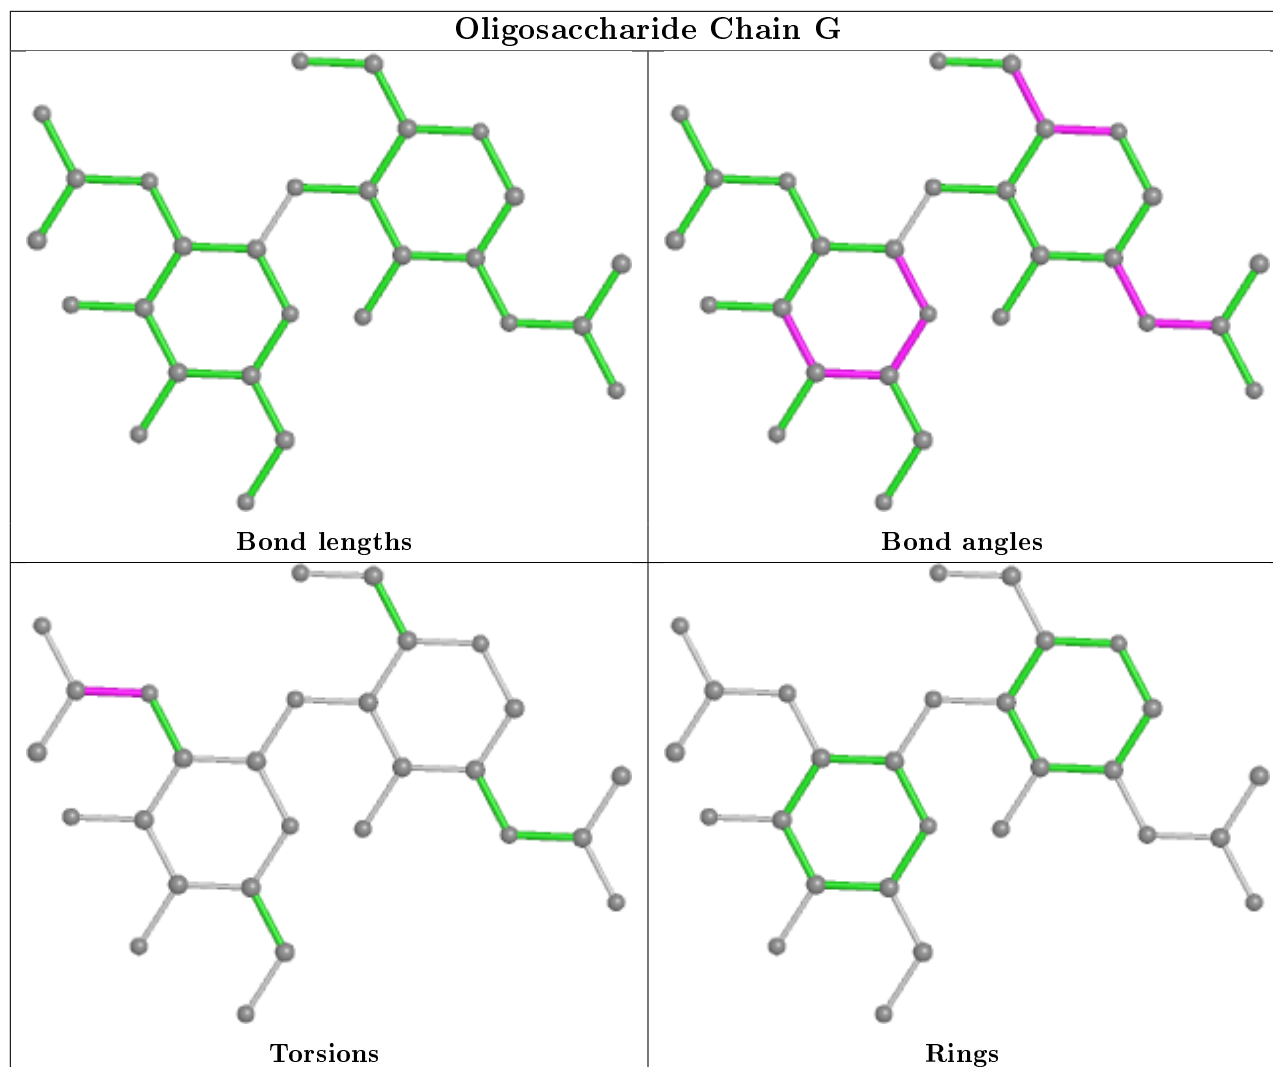 Oligosaccharide Chain G
Bond lengths
Bond angles
Torsions
Rings